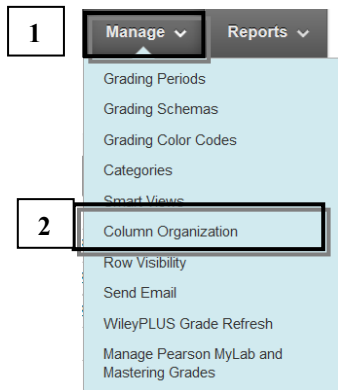 1
Manage Reports
Grading Periods
Grading Schemas
Grading Color Codes
Categories
Smart Views
2
Column Organization
Row Visibility
Send Email
WileyPLUS Grade Refresh
Manage Pearson MyLab and
Mastering Grades